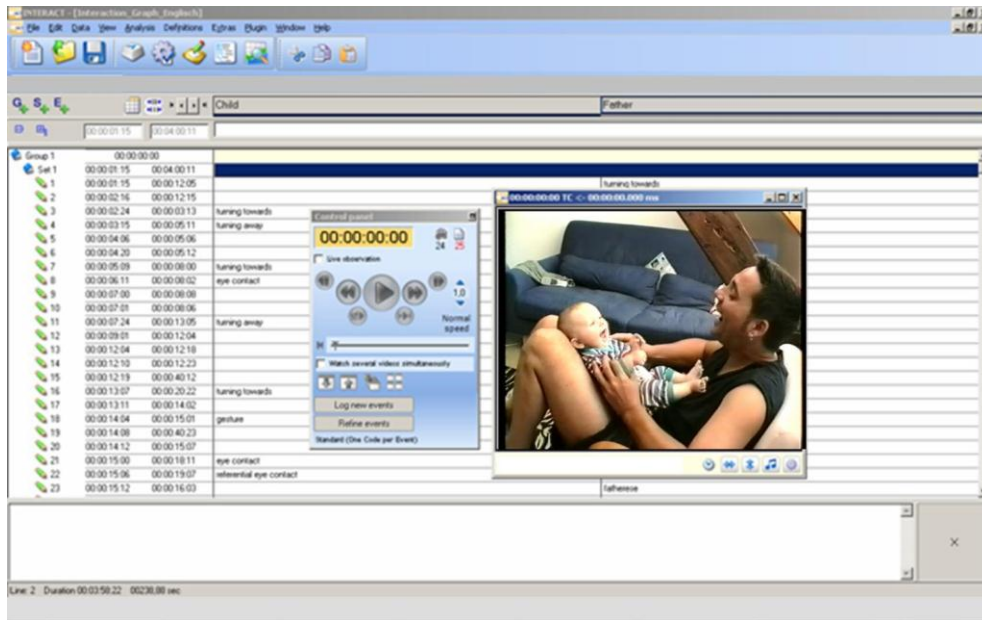 INTERACT - [Interaction_Graph_Englisch]
File Edit Data View Analysis Definitions Extras Plugin Window Help
G S E Child Father
00:00:01:15 00:04:00:11
Group 1 00:00:00:00
Set 1 00:00:01:15 00:04:00:11
1 00:00:01:15 00:00:12:05 turning towards
2 00:00:02:16 00:00:12:15
3 00:00:02:24 00:00:03:13 turning towards
4 00:00:03:15 00:00:05:11 turning away
5 00:00:04:06 00:00:05:06
6 00:00:04:20 00:00:05:12
7 00:00:05:09 00:00:08:00 turning towards
8 00:00:06:11 00:00:08:02 eye contact
9 00:00:07:00 00:00:08:08
10 00:00:07:01 00:00:08:06
11 00:00:07:24 00:00:13:05 turning away
12 00:00:09:01 00:00:12:04
13 00:00:12:04 00:00:12:18
14 00:00:12:10 00:00:12:23
15 00:00:12:19 00:00:40:12
16 00:00:13:07 00:00:20:22 turning towards
17 00:00:13:11 00:00:14:02
18 00:00:14:04 00:00:15:01 gesture
19 00:00:14:08 00:00:40:23
20 00:00:14:12 00:00:15:07
21 00:00:15:00 00:00:18:11 eye contact
22 00:00:15:06 00:00:19:07 referential eye contact
23 00:00:15:12 00:00:16:03 fatherese
Control panel
00:00:00:00
24 25
Live observation
1,0
Normal
speed
Watch several videos simultaneously
Log new events
Refine events
Standard (One Code per Event)
00:00:00:00 TC <- 00:00:00.000 ms
Line: 2 Duration 00:03:58:22 00238,88 sec